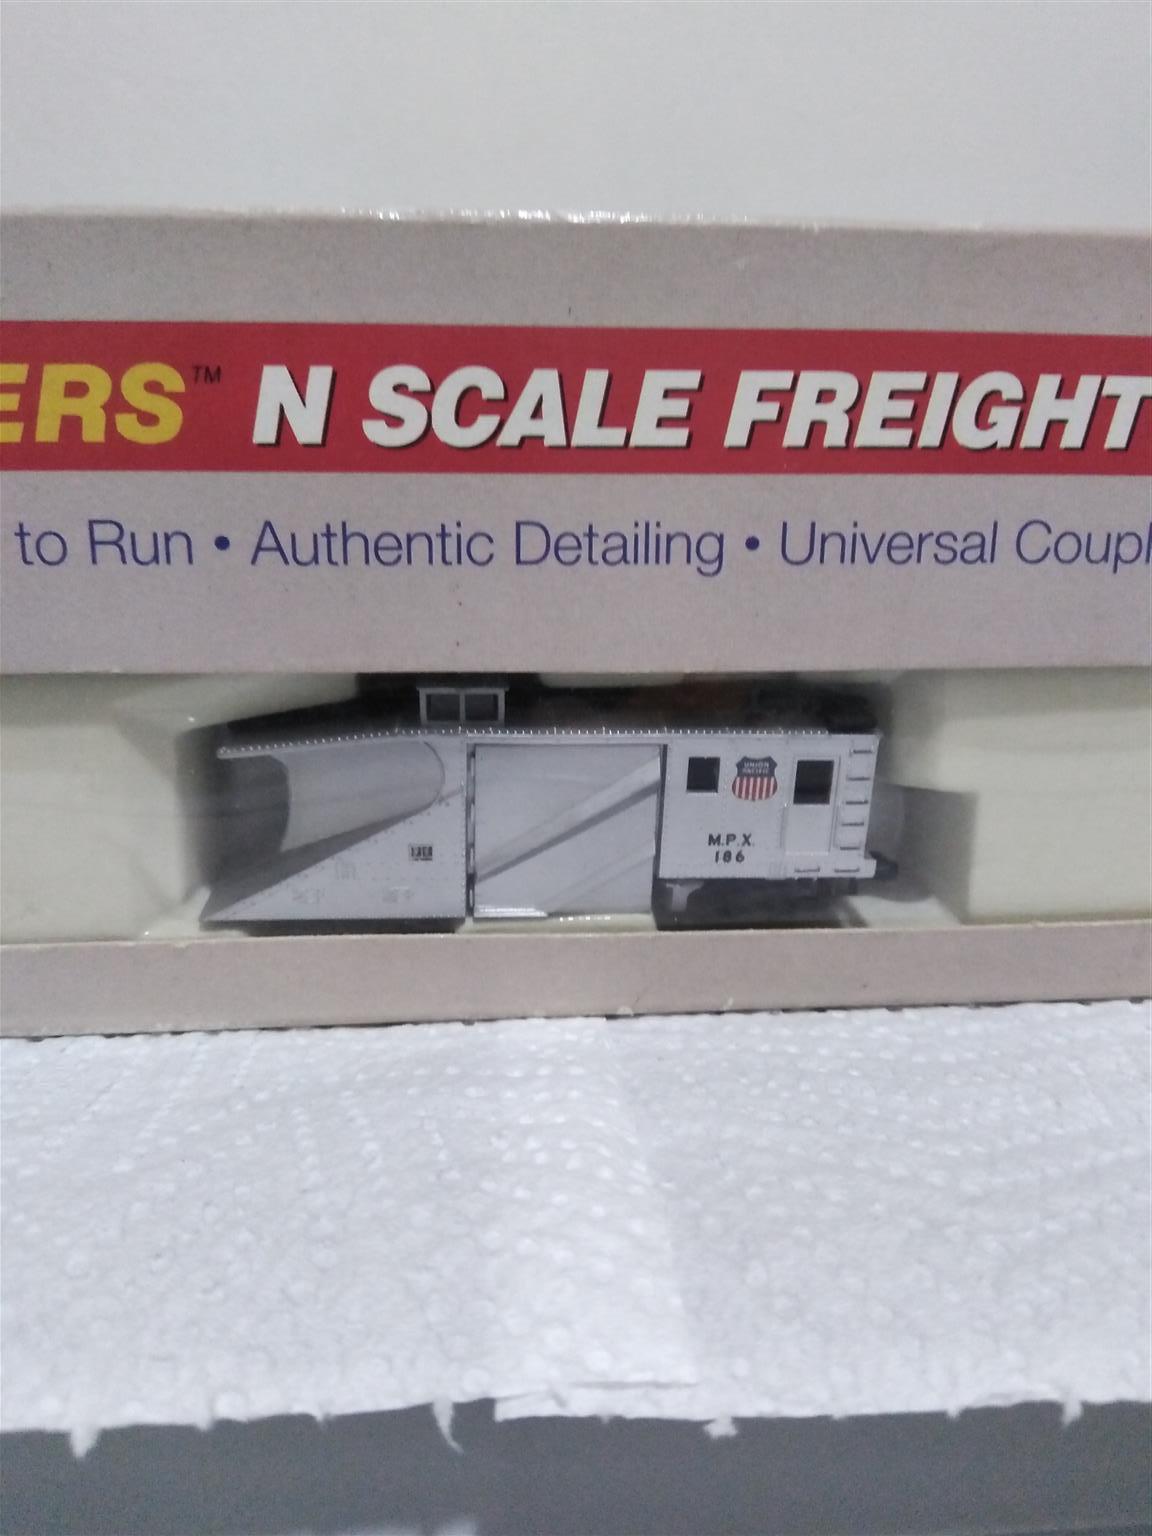 ERS™ N SCALE FREIGHT
to Run • Authentic Detailing • Universal Coupl
UNION
PACIFIC
M.P.X.
186